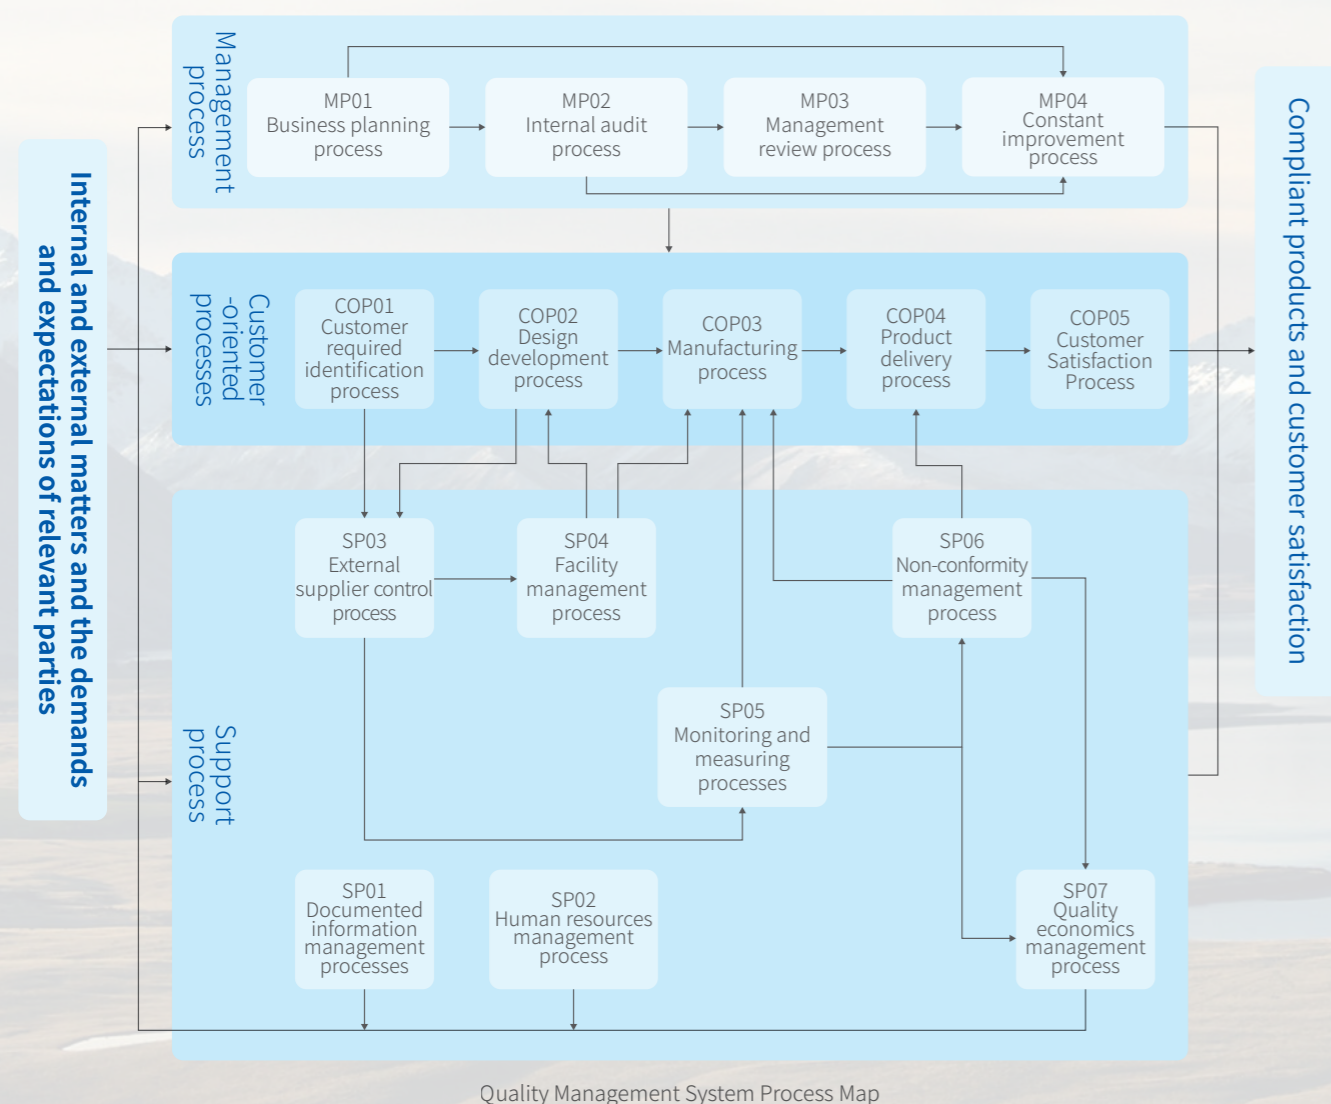 Internal and external matters and the demands
and expectations of relevant parties
Management
process
MP01
Business planning
process
MP02
Internal audit
process
MP03
Management
review process
MP04
Constant
improvement
process
Customer
-oriented
processes
COP01
Customer
required
identification
process
COP02
Design
development
process
COP03
Manufacturing
process
COP04
Product
delivery
process
COP05
Customer
Satisfaction
Process
Support
process
SP03
External
supplier control
process
SP04
Facility
management
process
SP06
Non-conformity
management
process
SP05
Monitoring and
measuring
processes
SP01
Documented
information
management
processes
SP02
Human resources
management
process
SP07
Quality
economics
management
process
Compliant products and customer satisfaction
Quality Management System Process Map